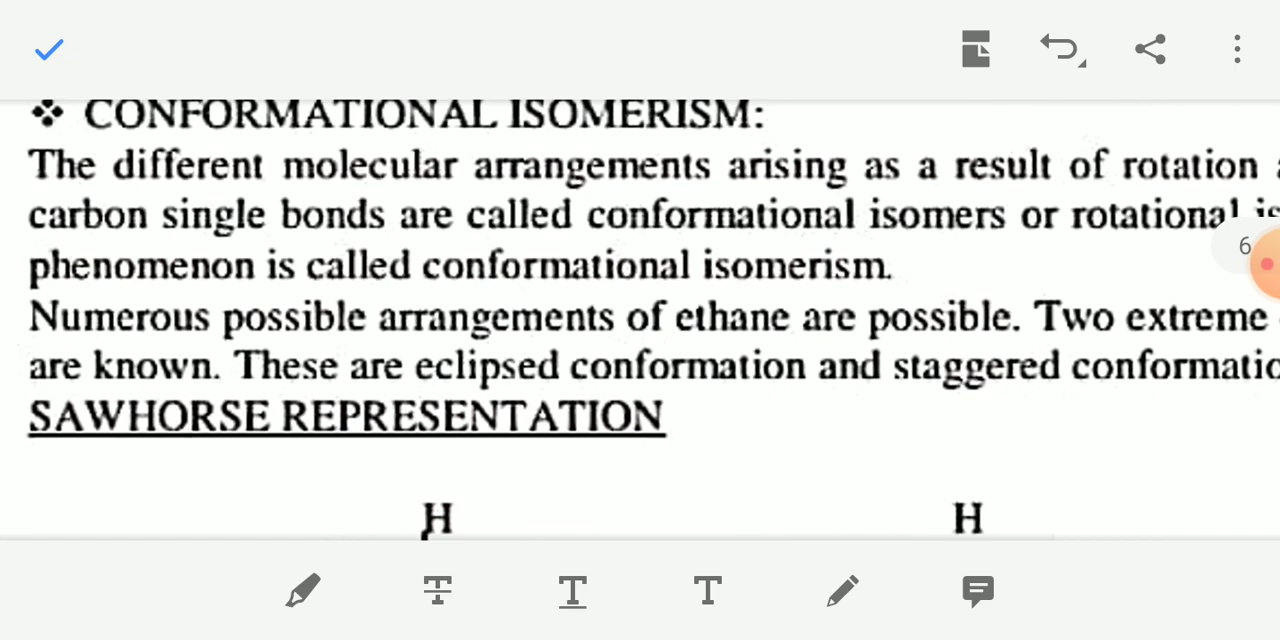 ❖ CONFORMATIONAL ISOMERISM:
The different molecular arrangements arising as a result of rotation
carbon single bonds are called conformational isomers or rotational
6
phenomenon is called conformational isomerism.
Numerous possible arrangements of ethane are possible. Two extreme
are known. These are eclipsed conformation and staggered
SAWHORSE REPRESENTATION
H H